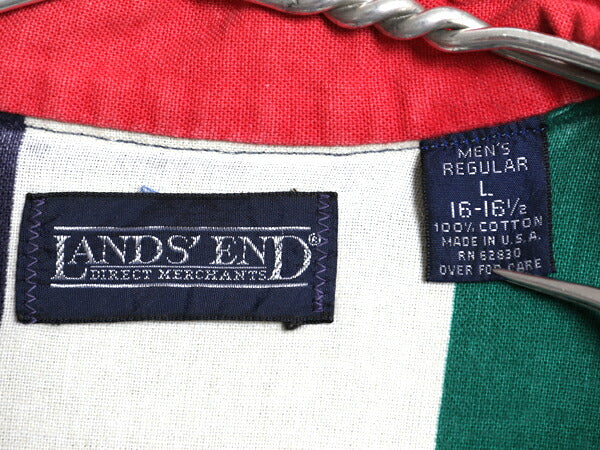 LANDS' END®
DIRECT MERCHANTS
MEN'S
REGULAR
L
16-16½
100% COTTON
MADE IN U.S.A.
RN 62830
OVER FOR CARE